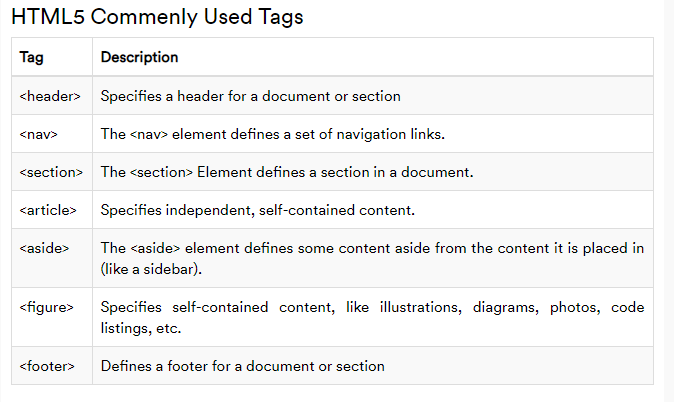 HTML5 Commenly Used Tags
Tag Description
<header> Specifies a header for a document or section
<nav> The <nav> element defines a set of navigation links.
<section> The <section> Element defines a section in a document.
<article> Specifies independent, self-contained content.
<aside> The <aside> element defines some content aside from the content it is placed in
(like a sidebar).
<figure> Specifies self-contained content, like illustrations, diagrams, photos, code
listings, etc.
<footer> Defines a footer for a document or section